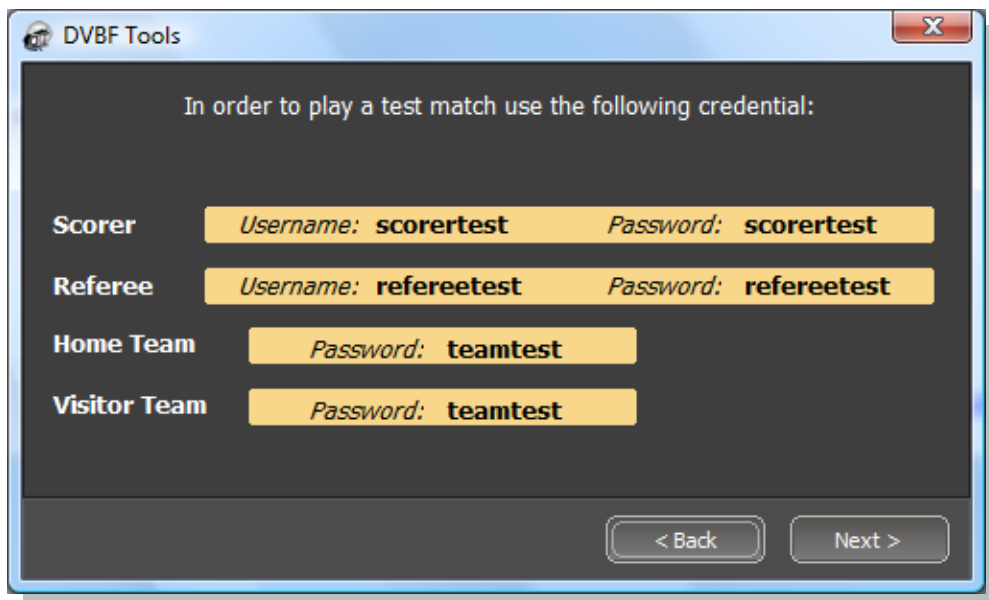 DVBF Tools
In order to play a test match use the following credential:
Scorer Username: scorertest Password: scorertest
Referee Username: refereetest Password: refereetest
Home Team Password: teamtest
Visitor Team Password: teamtest
< Back Next >